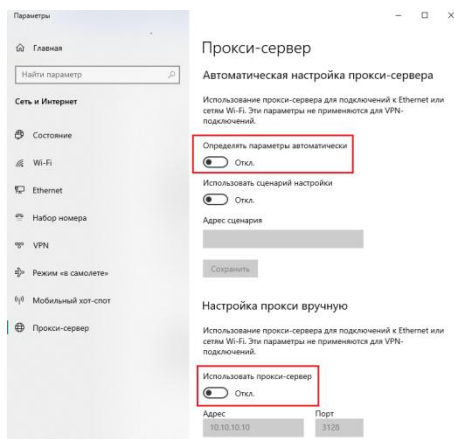 Параметры
Главная
Найти параметр
Сеть и Интернет
Состояние
Wi-Fi
Ethernet
Набор номера
VPN
Режим «в самолете»
Мобильный хот-спот
Прокси-сервер
Прокси-сервер
Автоматическая настройка прокси-сервера
Использование прокси-сервера для подключений к Ethernet или
сетям Wi-Fi. Эти параметры не применяются для VPN-
подключений.
Определять параметры автоматически
Откл.
Использовать сценарий настройки
Откл.
Адрес сценария
Сохранить
Настройка прокси вручную
Использование прокси-сервера для подключений к Ethernet или
сетям Wi-Fi. Эти параметры не применяются для VPN-
подключений.
Использовать прокси-сервер
Откл.
Адрес Порт
10.10.10.10 3128